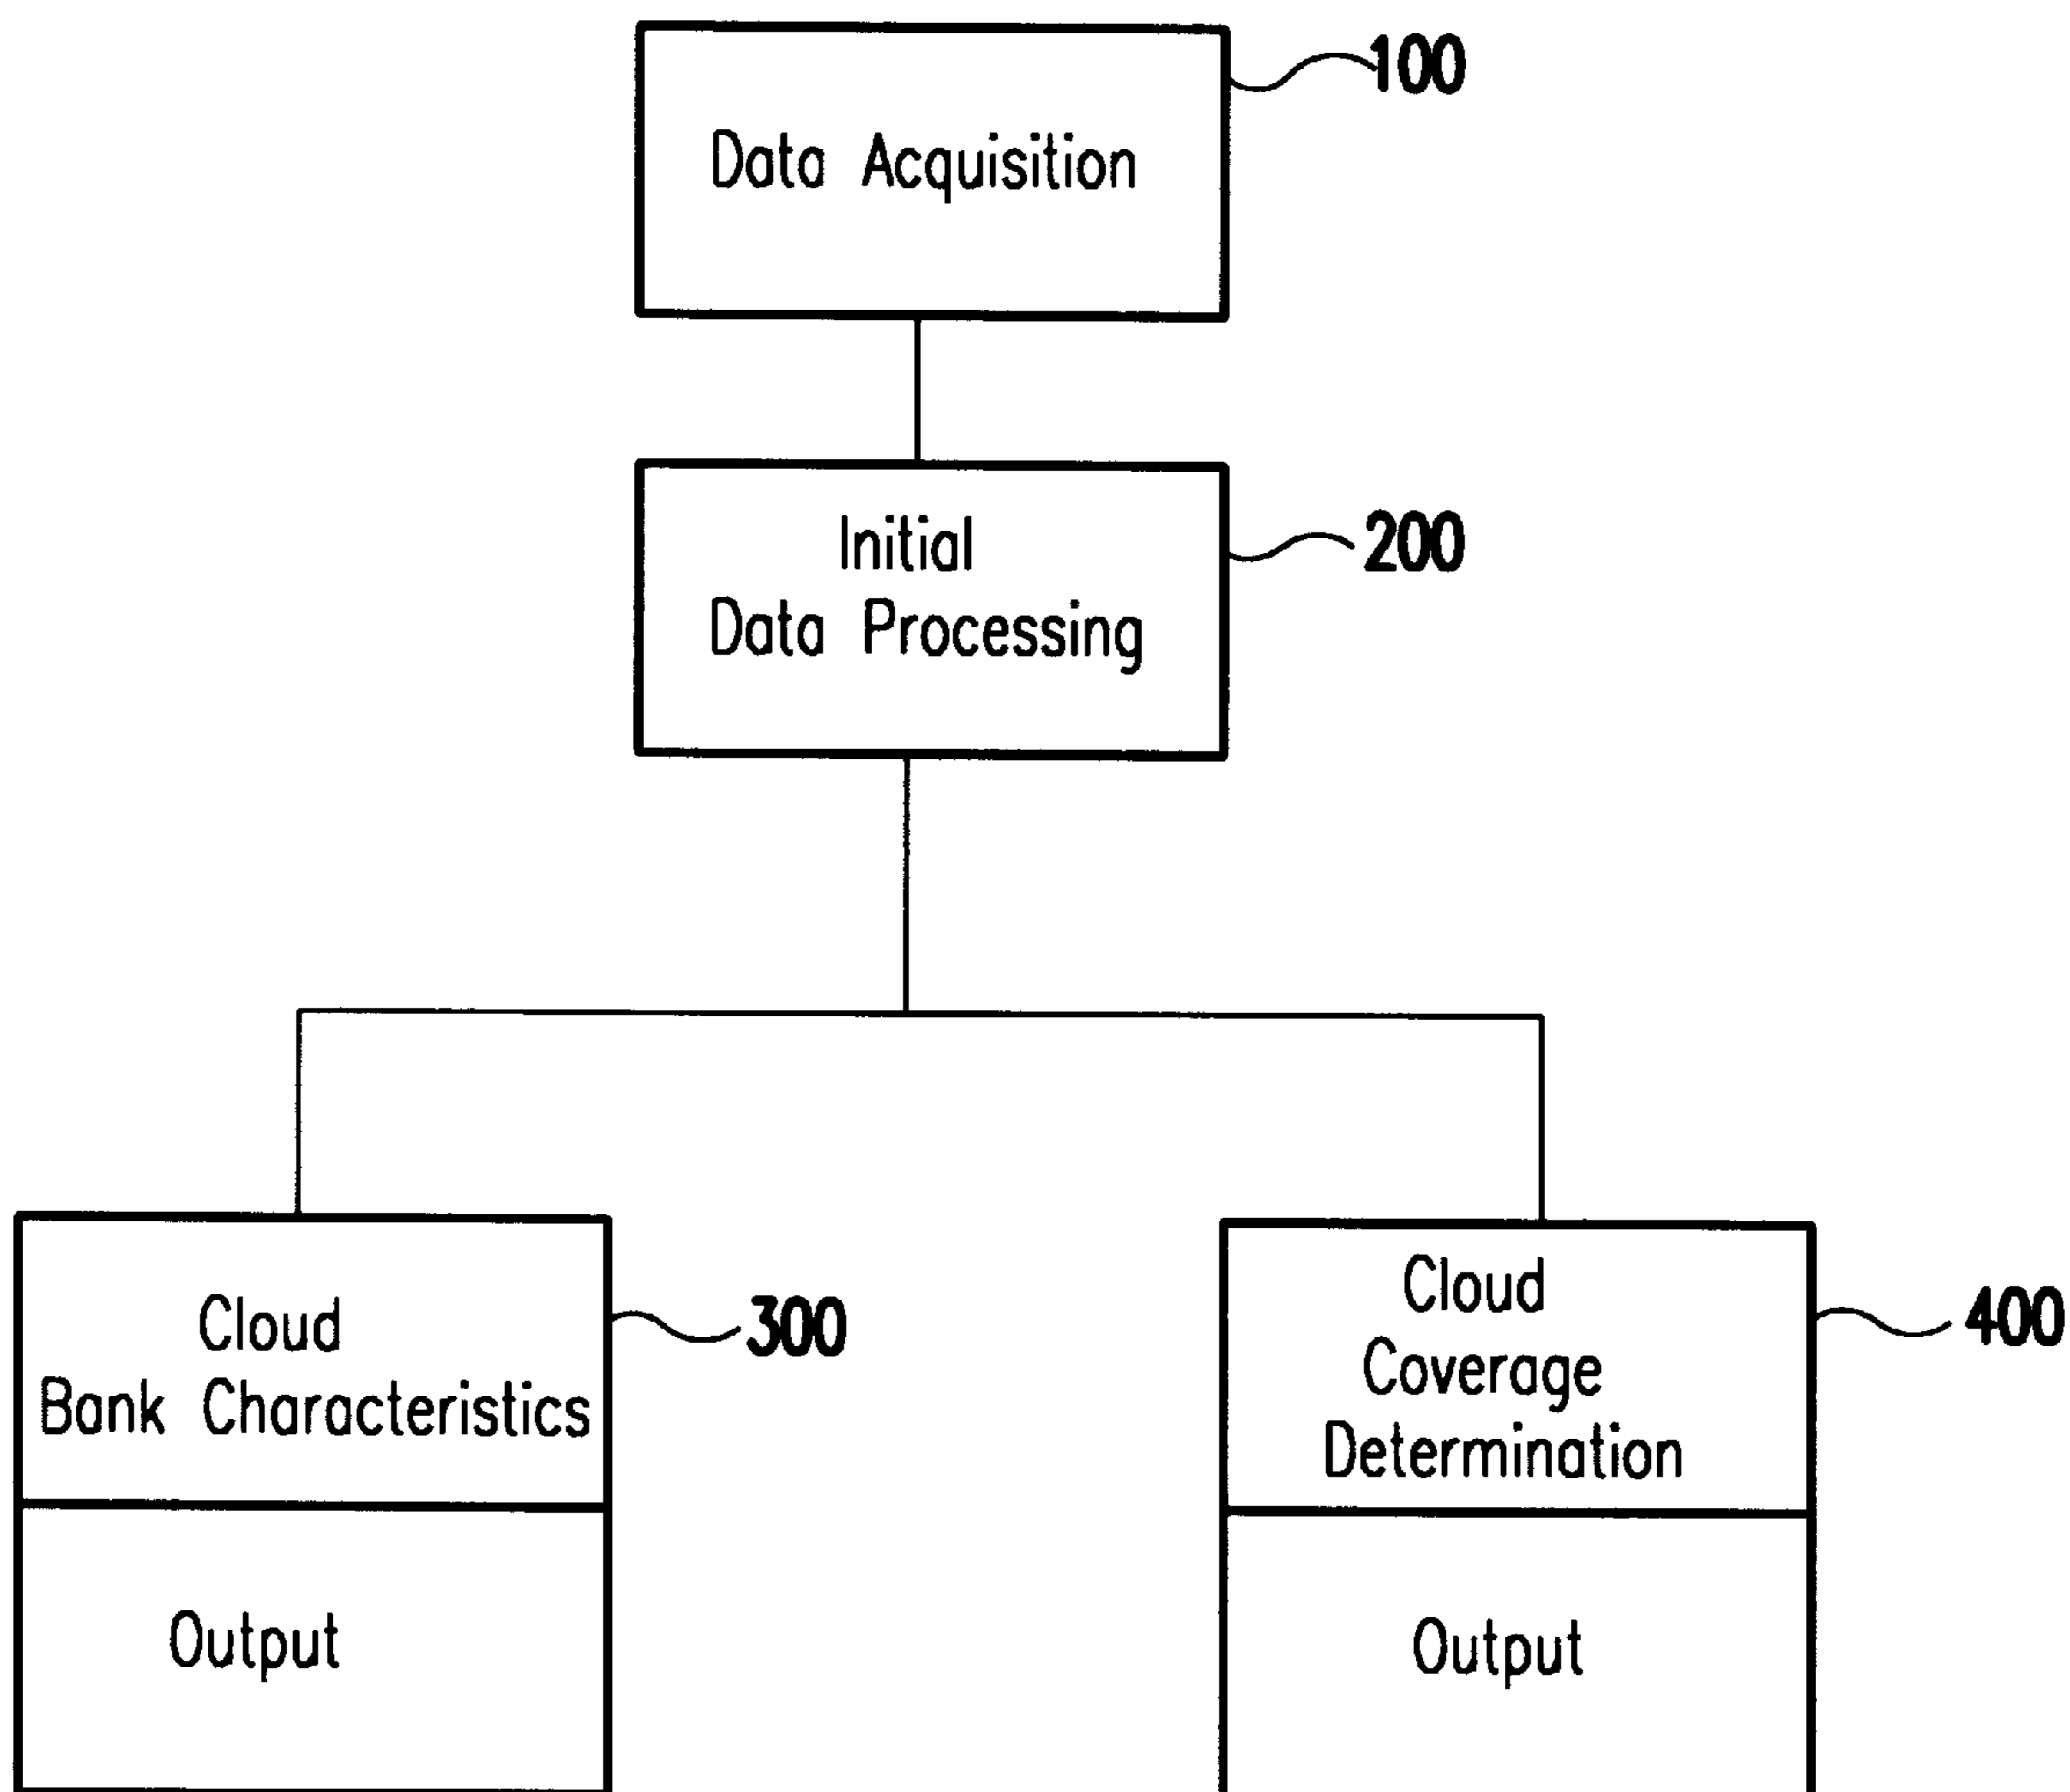 100
Data Acquisition
Initial
Data Processing
200
Cloud
Bank Characteristics
300
Output
Cloud
Coverage
Determination
400
Output